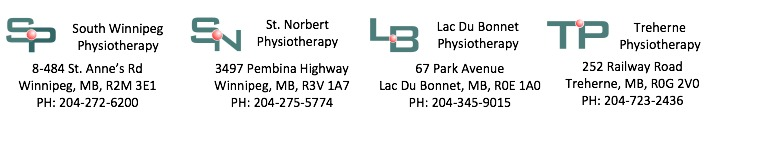 SP
South Winnipeg
Physiotherapy
8-484 St. Anne’s Rd
Winnipeg, MB, R2M 3E1
PH: 204-272-6200
SN
St. Norbert
Physiotherapy
3497 Pembina Highway
Winnipeg, MB, R3V 1A7
PH: 204-275-5774
LB
Lac Du Bonnet
Physiotherapy
67 Park Avenue
Lac Du Bonnet, MB, R0E 1A0
PH: 204-345-9015
TP
Treherne
Physiotherapy
252 Railway Road
Treherne, MB, R0G 2V0
PH: 204-723-2436